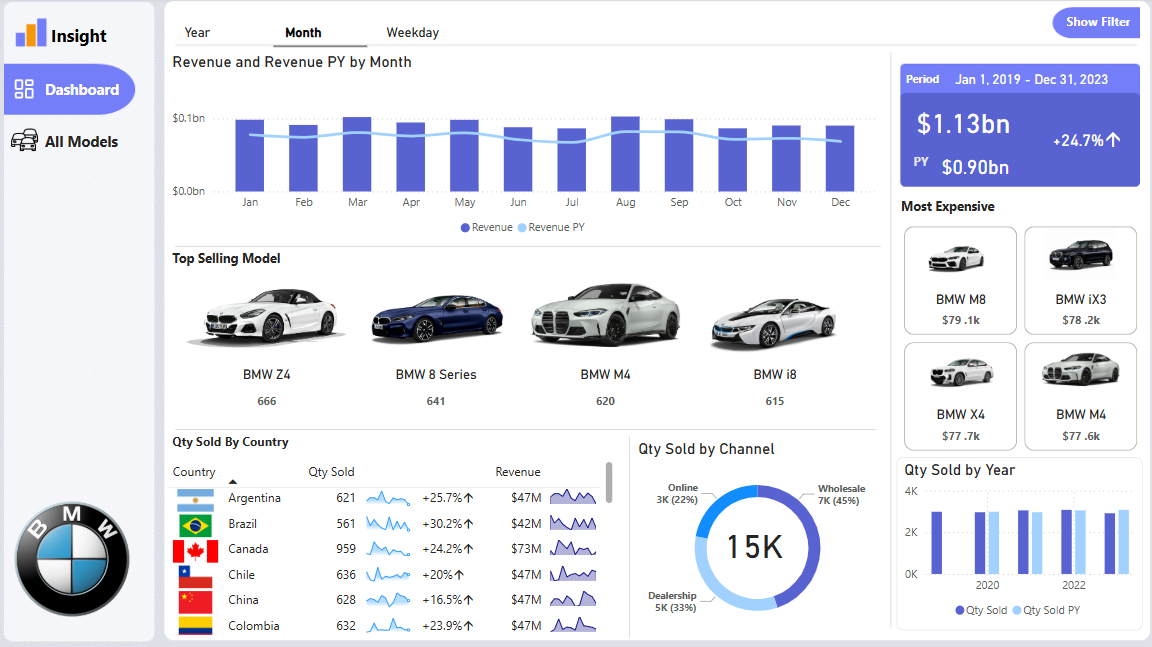 Insight
Dashboard
All Models
BMW
Year Month Weekday
Show Filter
Revenue and Revenue PY by Month
$0.1bn
$0.0bn
Jan Feb Mar Apr May Jun Jul Aug Sep Oct Nov Dec
Revenue Revenue PY
Top Selling Model
BMW Z4 BMW 8 Series BMW M4 BMW i8
666 641 620 615
Qty Sold By Country
Country Qty Sold Revenue
Argentina 621 +25.7%↑ $47M
Brazil 561 +30.2%↑ $42M
Canada 959 +24.2%↑ $73M
Chile 636 +20%↑ $47M
China 628 +16.5%↑ $47M
Colombia 632 +23.9%↑ $47M
Qty Sold by Channel
Online
3K (22%)
Wholesale
7K (45%)
15K
Dealership
5K (33%)
Period Jan 1, 2019 - Dec 31, 2023
$1.13bn
+24.7%↑
PY $0.90bn
Most Expensive
BMW M8 BMW iX3
$79 .1k $78 .2k
BMW X4 BMW M4
$77 .7k $77 .6k
Qty Sold by Year
4K
2K
0K
2020 2022
Qty Sold Qty Sold PY